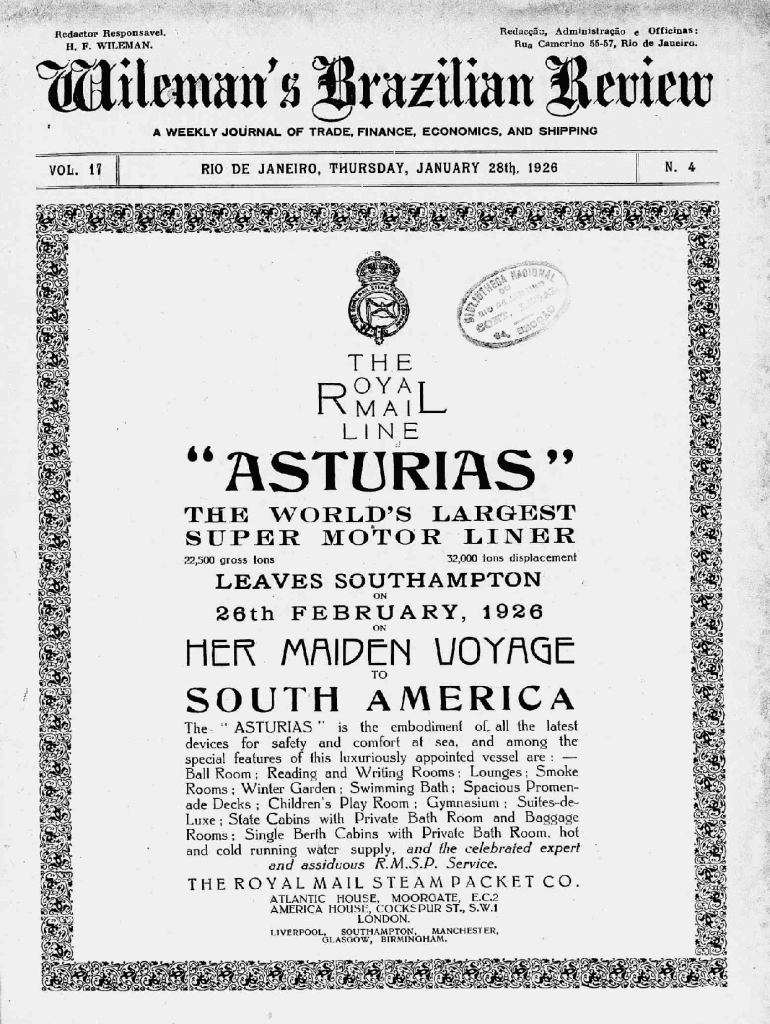 Redactor Responsavel.
H. F. WILEMAN.
Redacção, Administração e Officinas:
Rua Camerino 55-57, Rio de Janeiro.
Wileman's Brazilian Review
A WEEKLY JOURNAL OF TRADE, FINANCE, ECONOMICS, AND SHIPPING
VOL. 17
RIO DE JANEIRO, THURSDAY, JANUARY 28th, 1926
N. 4
BIBLIOTHECA NACIONAL
THE
ROYAL
MAIL
LINE
"ASTURIAS"
THE WORLD'S LARGEST
SUPER MOTOR LINER
22,500 gross tons 32,000 tons displacement
LEAVES SOUTHAMPTON
ON
26th FEBRUARY, 1926
ON
HER MAIDEN VOYAGE
TO
SOUTH AMERICA
The "ASTURIAS" is the embodiment of all the latest
devices for safety and comfort at sea, and among the
special features of this luxuriously appointed vessel are : —
Ball Room ; Reading and Writing Rooms ; Lounges ; Smoke
Rooms ; Winter Garden ; Swimming Bath ; Spacious Promen-
ade Decks ; Children's Play Room ; Gymnasium ; Suites-de-
Luxe ; State Cabins with Private Bath Room and Baggage
Rooms ; Single Berth Cabins with Private Bath Room, hot
and cold running water supply, and the celebrated expert
and assiduous R.M.S.P. Service.
THE ROYAL MAIL STEAM PACKET CO.
ATLANTIC HOUSE, MOORGATE, E.C.2
AMERICA HOUSE, COCKSPUR ST., S.W.1
LONDON.
LIVERPOOL, SOUTHAMPTON, MANCHESTER,
GLASGOW, BIRMINGHAM.